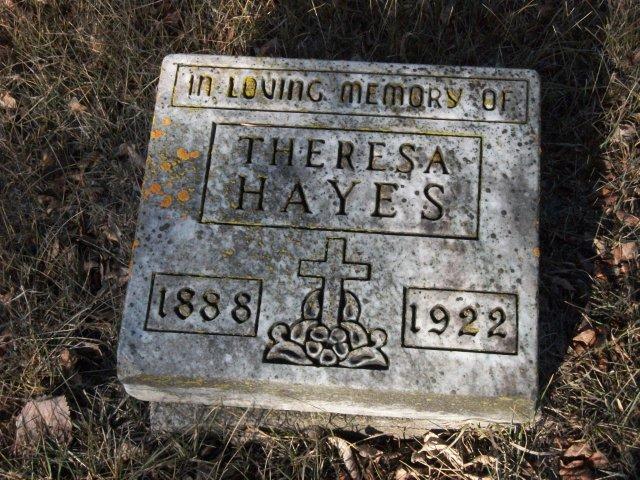 IN LOVING MEMORY OF
THERESA
HAYES
1888 1922